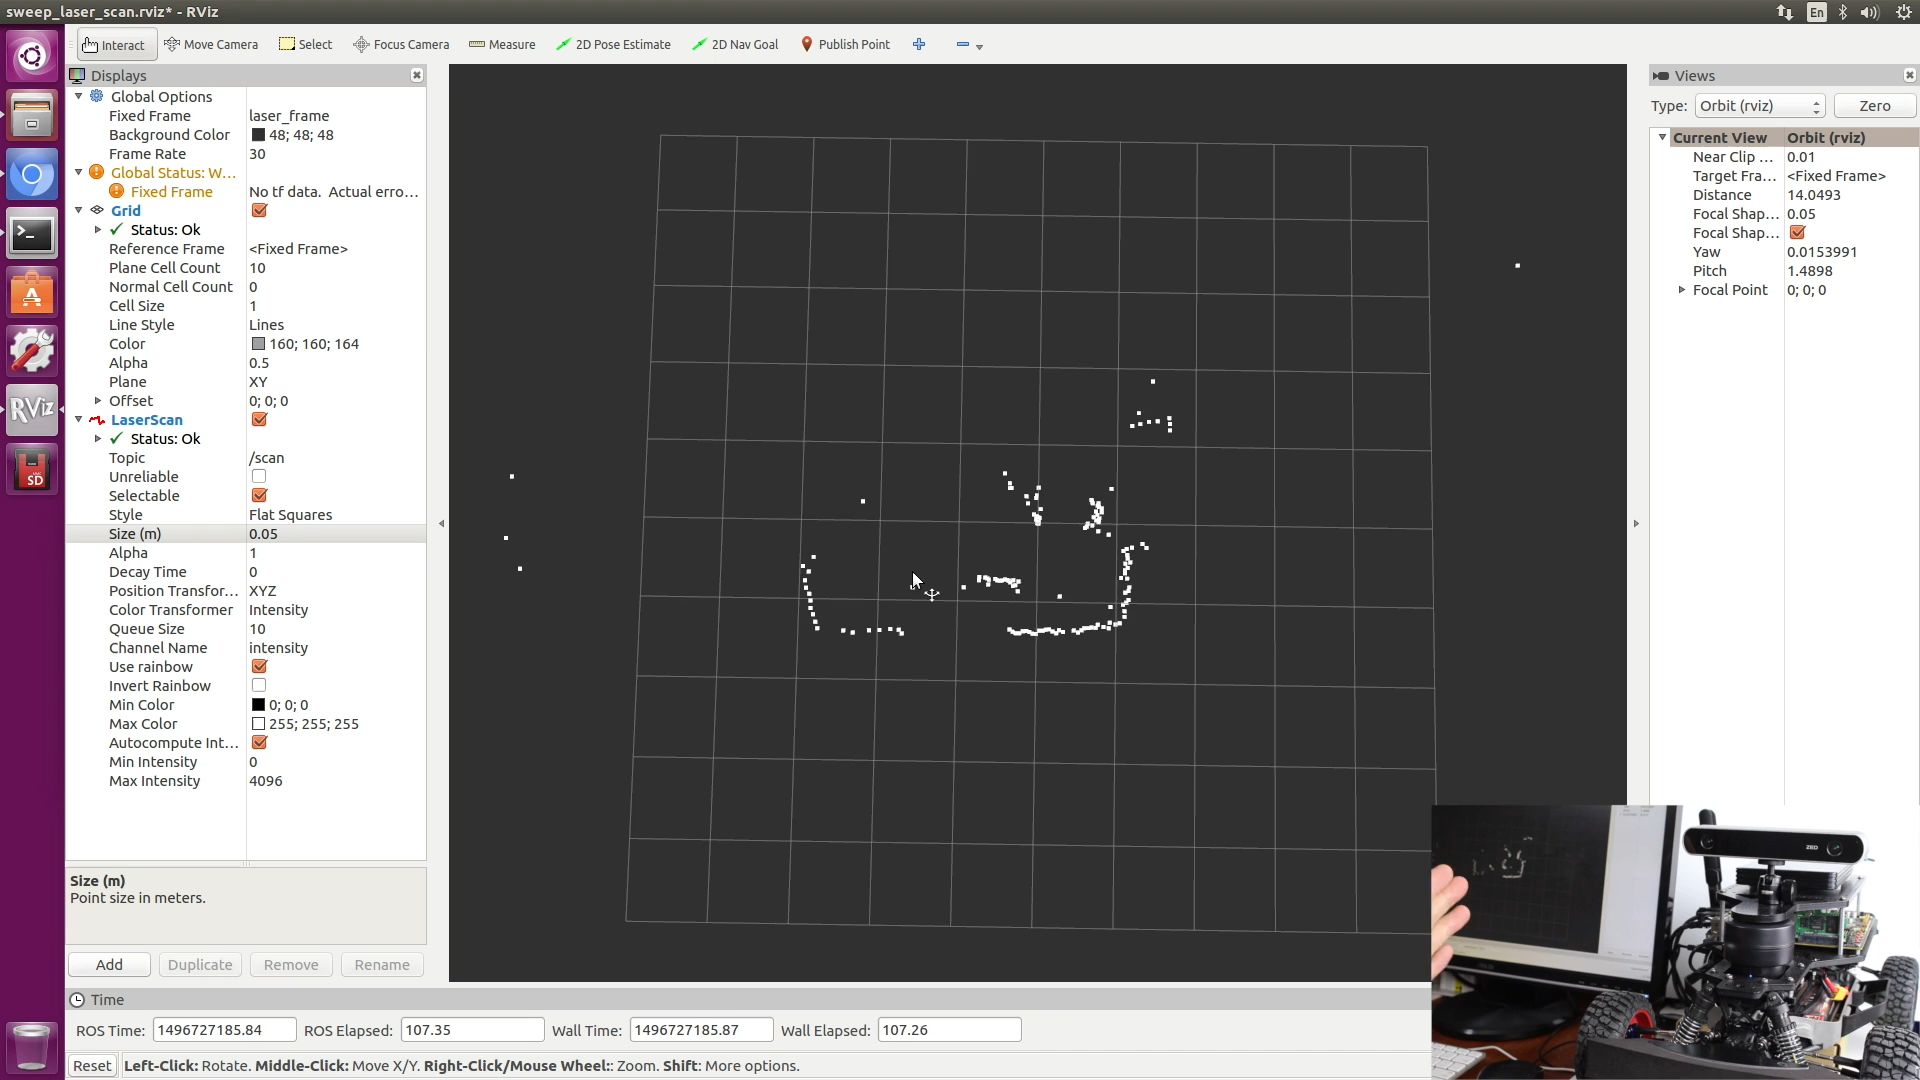 sweep_laser_scan.rviz* - RViz
En
Interact
Move Camera
Select
Focus Camera
Measure
2D Pose Estimate
2D Nav Goal
Publish Point
Displays
Global Options
Fixed Frame laser_frame
Background Color 48; 48; 48
Frame Rate 30
Global Status: W...
Fixed Frame No tf data. Actual erro...
Grid
Status: Ok
Reference Frame <Fixed Frame>
Plane Cell Count 10
Normal Cell Count 0
Cell Size 1
Line Style Lines
Color 160; 160; 164
Alpha 0.5
Plane XY
Offset 0; 0; 0
LaserScan
Status: Ok
Topic /scan
Unreliable
Selectable
Style Flat Squares
Size (m) 0.05
Alpha 1
Decay Time 0
Position Transfor... XYZ
Color Transformer Intensity
Queue Size 10
Channel Name intensity
Use rainbow
Invert Rainbow
Min Color 0; 0; 0
Max Color 255; 255; 255
Autocompute Int...
Min Intensity 0
Max Intensity 4096
Size (m)
Point size in meters.
Add
Duplicate
Remove
Rename
Views
Type: Orbit (rviz)
Zero
Current View Orbit (rviz)
Near Clip ... 0.01
Target Fra... <Fixed Frame>
Distance 14.0493
Focal Shap... 0.05
Focal Shap...
Yaw 0.0153991
Pitch 1.4898
Focal Point 0; 0; 0
RViz
SD
ZED
Time
ROS Time: 1496727185.84 ROS Elapsed: 107.35 Wall Time: 1496727185.87 Wall Elapsed: 107.26
Reset
Left-Click: Rotate. Middle-Click: Move X/Y. Right-Click/Mouse Wheel:: Zoom. Shift: More options.